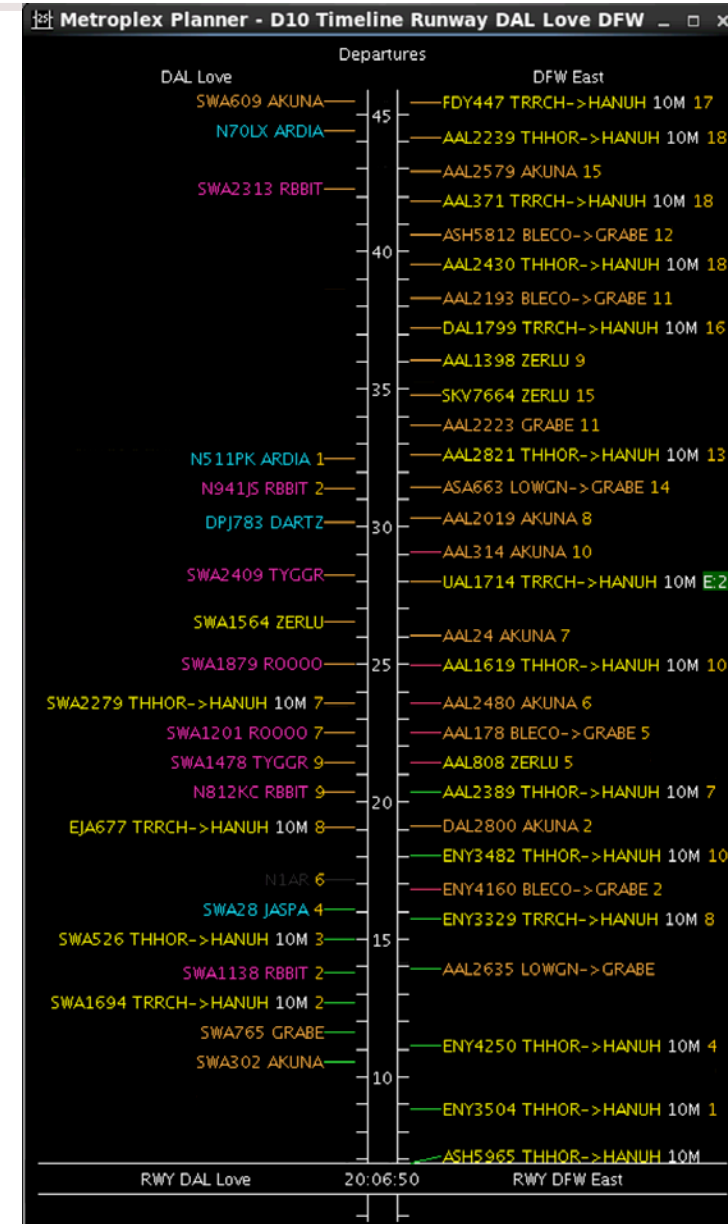 Metroplex Planner - D10 Timeline Runway DAL Love DFW
Departures
DAL Love
DFW East
SWA609 AKUNA
N70LX ARDIA
SWA2313 RBBIT
N511PK ARDIA 1
N941JS RBBIT 2
DPJ783 DARTZ
SWA2409 TYGGR
SWA1564 ZERLU
SWA1879 ROOOO
SWA2279 THHOR->HANUH 10M 7
SWA1201 ROOOO 7
SWA1478 TYGGR 9
N812KC RBBIT 9
EJA677 TRRCH->HANUH 10M 8
N1AR 6
SWA28 JASPA 4
SWA526 THHOR->HANUH 10M 3
SWA1138 RBBIT 2
SWA1694 TRRCH->HANUH 10M 2
SWA765 GRABE
SWA302 AKUNA
45
40
35
30
25
20
15
10
FDY447 TRRCH->HANUH 10M 17
AAL2239 THHOR->HANUH 10M 18
AAL2579 AKUNA 15
AAL371 TRRCH->HANUH 10M 18
ASH5812 BLECO->GRABE 12
AAL2430 THHOR->HANUH 10M 18
AAL2193 BLECO->GRABE 11
DAL1799 TRRCH->HANUH 10M 16
AAL1398 ZERLU 9
SKV7664 ZERLU 15
AAL2223 GRABE 11
AAL2821 THHOR->HANUH 10M 13
ASA663 LOWGN->GRABE 14
AAL2019 AKUNA 8
AAL314 AKUNA 10
UAL1714 TRRCH->HANUH 10M E:2
AAL24 AKUNA 7
AAL1619 THHOR->HANUH 10M 10
AAL2480 AKUNA 6
AAL178 BLECO->GRABE 5
AAL808 ZERLU 5
AAL2389 THHOR->HANUH 10M 7
DAL2800 AKUNA 2
ENY3482 THHOR->HANUH 10M 10
ENY4160 BLECO->GRABE 2
ENY3329 TRRCH->HANUH 10M 8
AAL2635 LOWGN->GRABE
ENY4250 THHOR->HANUH 10M 4
ENY3504 THHOR->HANUH 10M 1
ASH5965 THHOR->HANUH 10M
RWY DAL Love
20:06:50
RWY DFW East